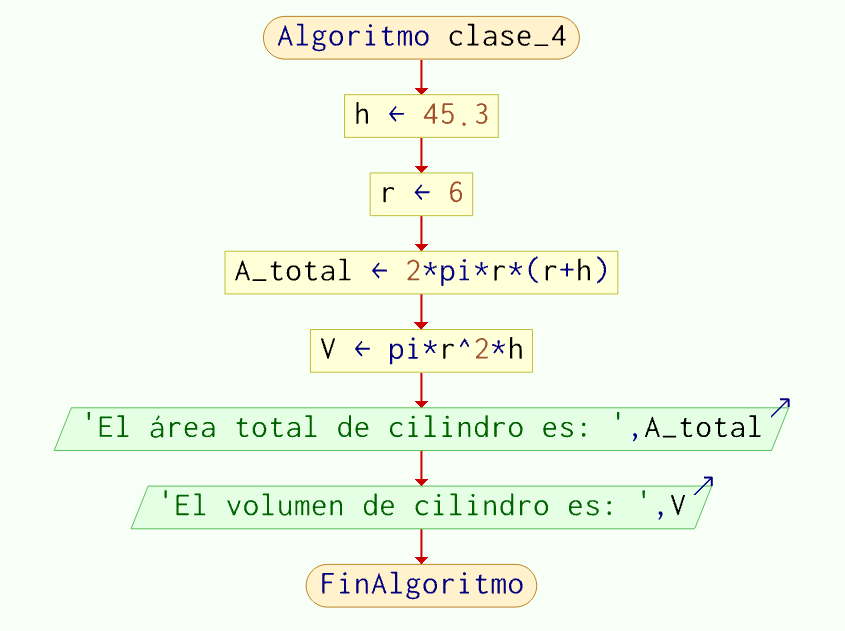 Algoritmo clase_4
h ← 45.3
r ← 6
A_total ← 2*pi*r*(r+h)
V ← pi*r^2*h
'El área total de cilindro es: ',A_total
'El volumen de cilindro es: ',V
FinAlgoritmo